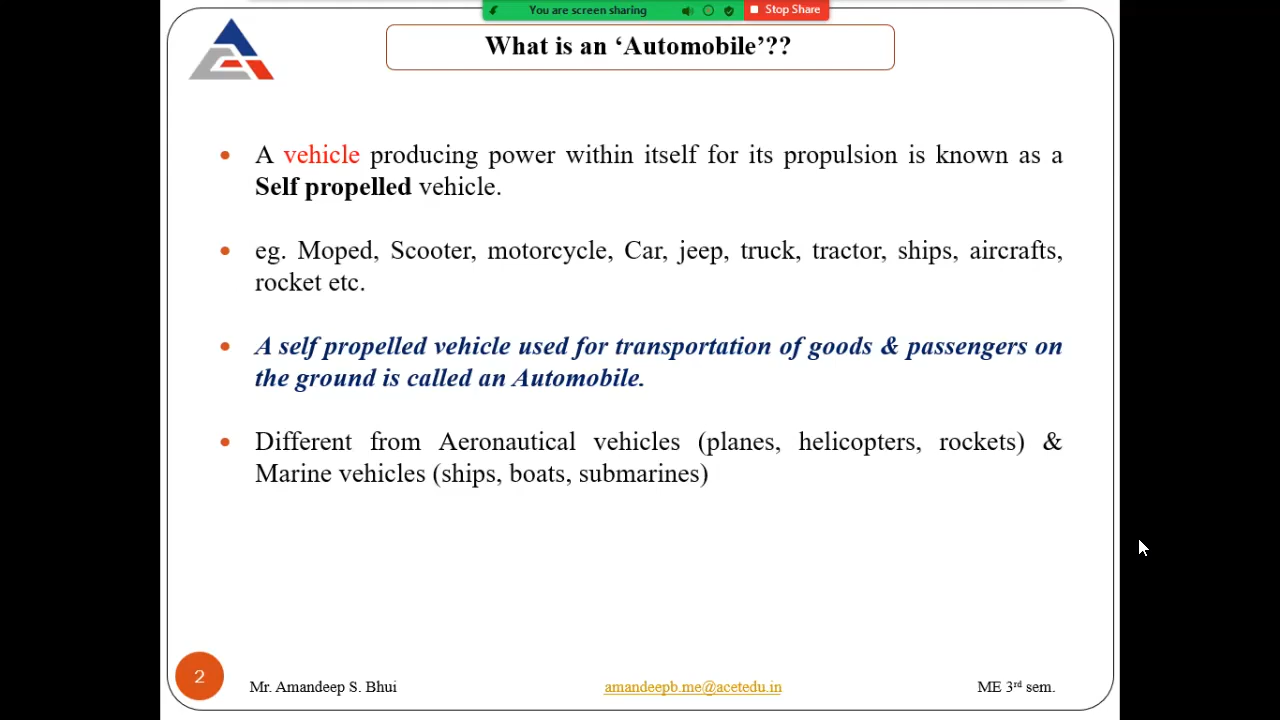 You are screen sharing
Stop Share
What is an ‘Automobile’??
• A vehicle producing power within itself for its propulsion is known as a
Self propelled vehicle.
• eg. Moped, Scooter, motorcycle, Car, jeep, truck, tractor, ships, aircrafts,
rocket etc.
• A self propelled vehicle used for transportation of goods & passengers on
the ground is called an Automobile.
• Different from Aeronautical vehicles (planes, helicopters, rockets) &
Marine vehicles (ships, boats, submarines)
2
Mr. Amandeep S. Bhui
amandeepb.me@acetedu.in
ME 3rd sem.